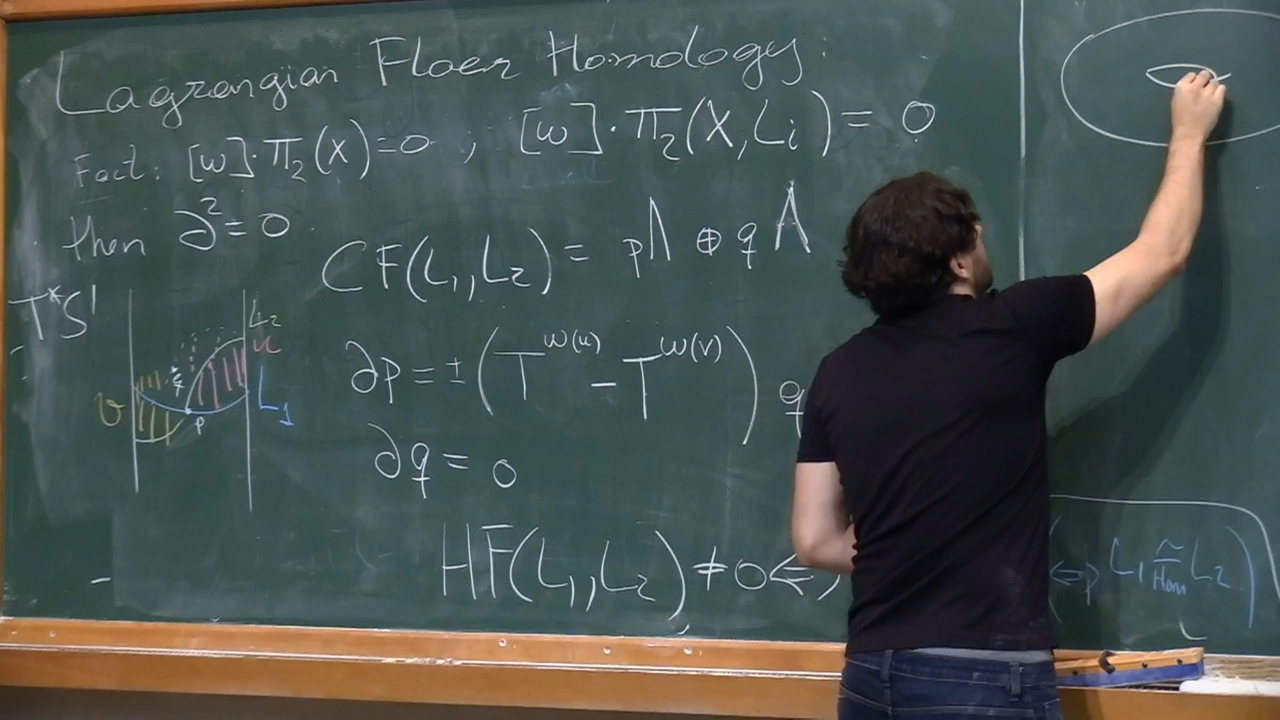 Lagrangian Floer Homology:
Fact: [ω]·π₂(X)=0 , [ω]·π₂(X,Lᵢ)=0
then ∂²=0.
CF(L₁,L₂) = pΛ ⊕ qΛ
T*S¹
L₂
u
v
p
L₁
∂p = ±(T^ω(u) − T^ω(v)) q
∂q = 0
HF(L₁,L₂)≠0 ⇔
⇔ L₁ ≃Ham L₂)